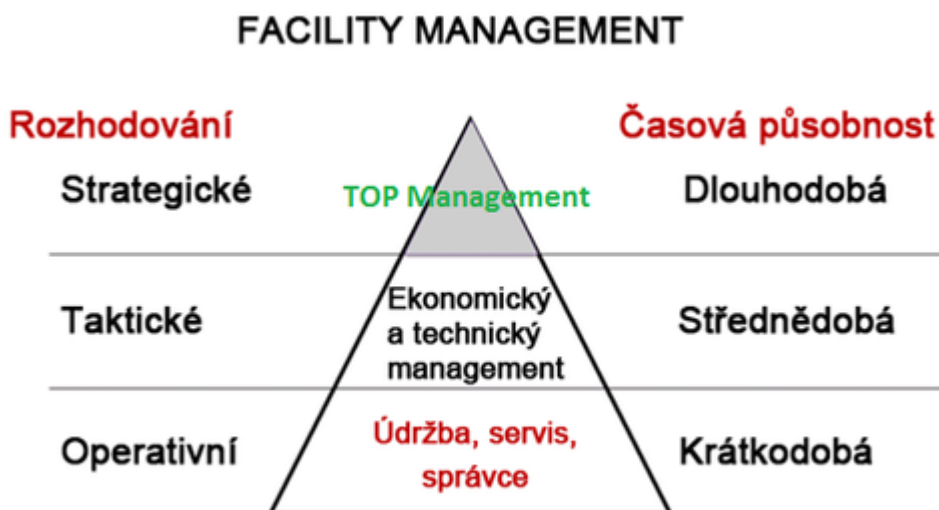 FACILITY MANAGEMENT
Rozhodování
Časová působnost
Strategické
TOP Management
Dlouhodobá
Taktické
Ekonomický
a technický
management
Střednědobá
Operativní
Údržba, servis,
správce
Krátkodobá